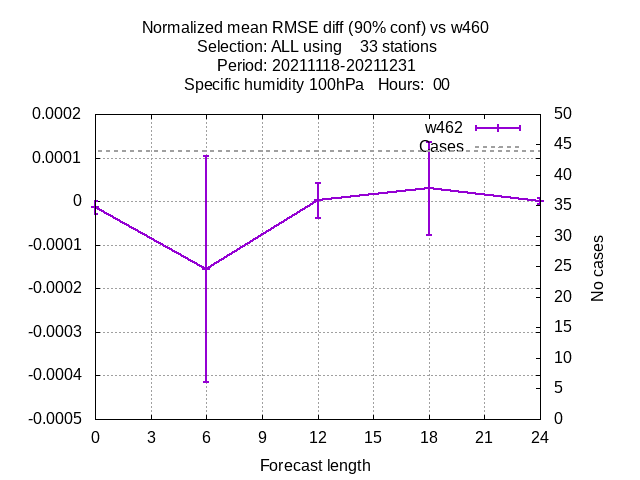 Normalized mean RMSE diff (90% conf) vs w460
Selection: ALL using    33 stations
Period: 20211118-20211231
Specific humidity 100hPa   Hours:  00
0.0002
0.0001
0
-0.0001
-0.0002
-0.0003
-0.0004
-0.0005
w462
Cases
50
45
40
35
30
25
20
15
10
5
0
No cases
0 3 6 9 12 15 18 21 24
Forecast length